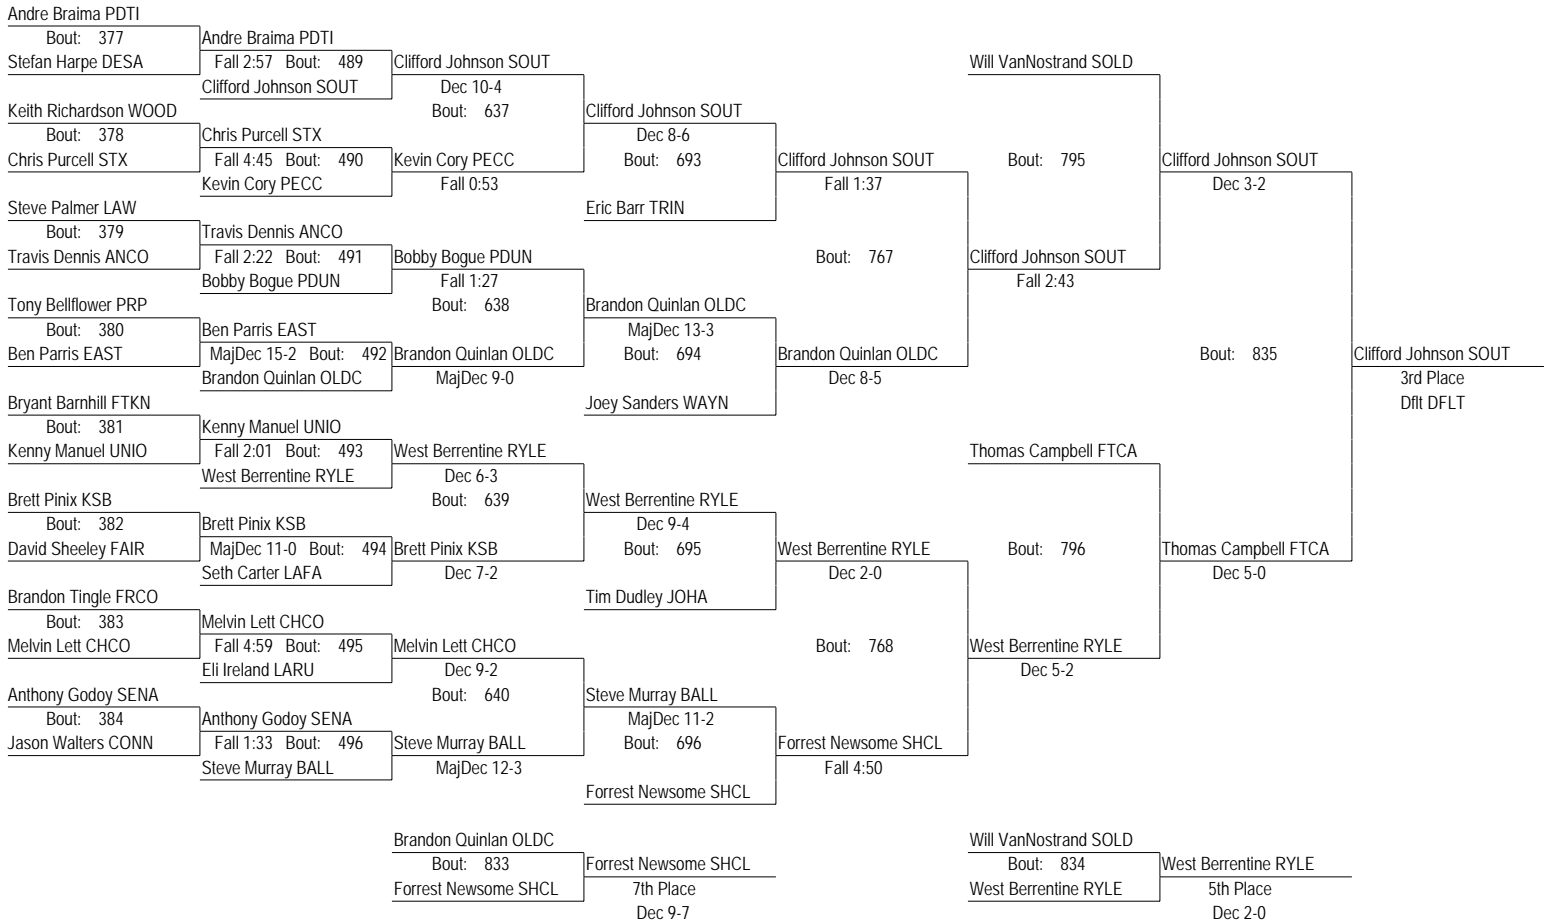 Andre Braima PDTI
Bout: 377
Stefan Harpe DESA
Keith Richardson WOOD
Bout: 378
Chris Purcell STX
Steve Palmer LAW
Bout: 379
Travis Dennis ANCO
Tony Bellflower PRP
Bout: 380
Ben Parris EAST
Bryant Barnhill FTKN
Bout: 381
Kenny Manuel UNIO
Brett Pinix KSB
Bout: 382
David Sheeley FAIR
Brandon Tingle FRCO
Bout: 383
Melvin Lett CHCO
Anthony Godoy SENA
Bout: 384
Jason Walters CONN
Andre Braima PDTI
Fall 2:57 Bout: 489
Clifford Johnson SOUT
Chris Purcell STX
Fall 4:45 Bout: 490
Kevin Cory PECC
Travis Dennis ANCO
Fall 2:22 Bout: 491
Bobby Bogue PDUN
Ben Parris EAST
MajDec 15-2 Bout: 492
Brandon Quinlan OLDC
Kenny Manuel UNIO
Fall 2:01 Bout: 493
West Berrentine RYLE
Brett Pinix KSB
MajDec 11-0 Bout: 494
Seth Carter LAFA
Melvin Lett CHCO
Fall 4:59 Bout: 495
Eli Ireland LARU
Anthony Godoy SENA
Fall 1:33 Bout: 496
Steve Murray BALL
Clifford Johnson SOUT
Dec 10-4
Bout: 637
Kevin Cory PECC
Fall 0:53
Bobby Bogue PDUN
Fall 1:27
Bout: 638
Brandon Quinlan OLDC
MajDec 9-0
West Berrentine RYLE
Dec 6-3
Bout: 639
Brett Pinix KSB
Dec 7-2
Melvin Lett CHCO
Dec 9-2
Bout: 640
Steve Murray BALL
MajDec 12-3
Clifford Johnson SOUT
Dec 8-6
Bout: 693
Eric Barr TRIN
Brandon Quinlan OLDC
MajDec 13-3
Bout: 694
Joey Sanders WAYN
West Berrentine RYLE
Dec 9-4
Bout: 695
Tim Dudley JOHA
Steve Murray BALL
MajDec 11-2
Bout: 696
Forrest Newsome SHCL
Clifford Johnson SOUT
Fall 1:37
Bout: 767
Brandon Quinlan OLDC
Dec 8-5
West Berrentine RYLE
Dec 2-0
Bout: 768
Forrest Newsome SHCL
Fall 4:50
Will VanNostrand SOLD
Bout: 795
Clifford Johnson SOUT
Fall 2:43
Thomas Campbell FTCA
Bout: 796
West Berrentine RYLE
Dec 5-2
Clifford Johnson SOUT
Dec 3-2
Bout: 835
Thomas Campbell FTCA
Dec 5-0
Clifford Johnson SOUT
3rd Place
Dflt DFLT
Brandon Quinlan OLDC
Bout: 833
Forrest Newsome SHCL
Forrest Newsome SHCL
7th Place
Dec 9-7
Will VanNostrand SOLD
Bout: 834
West Berrentine RYLE
West Berrentine RYLE
5th Place
Dec 2-0